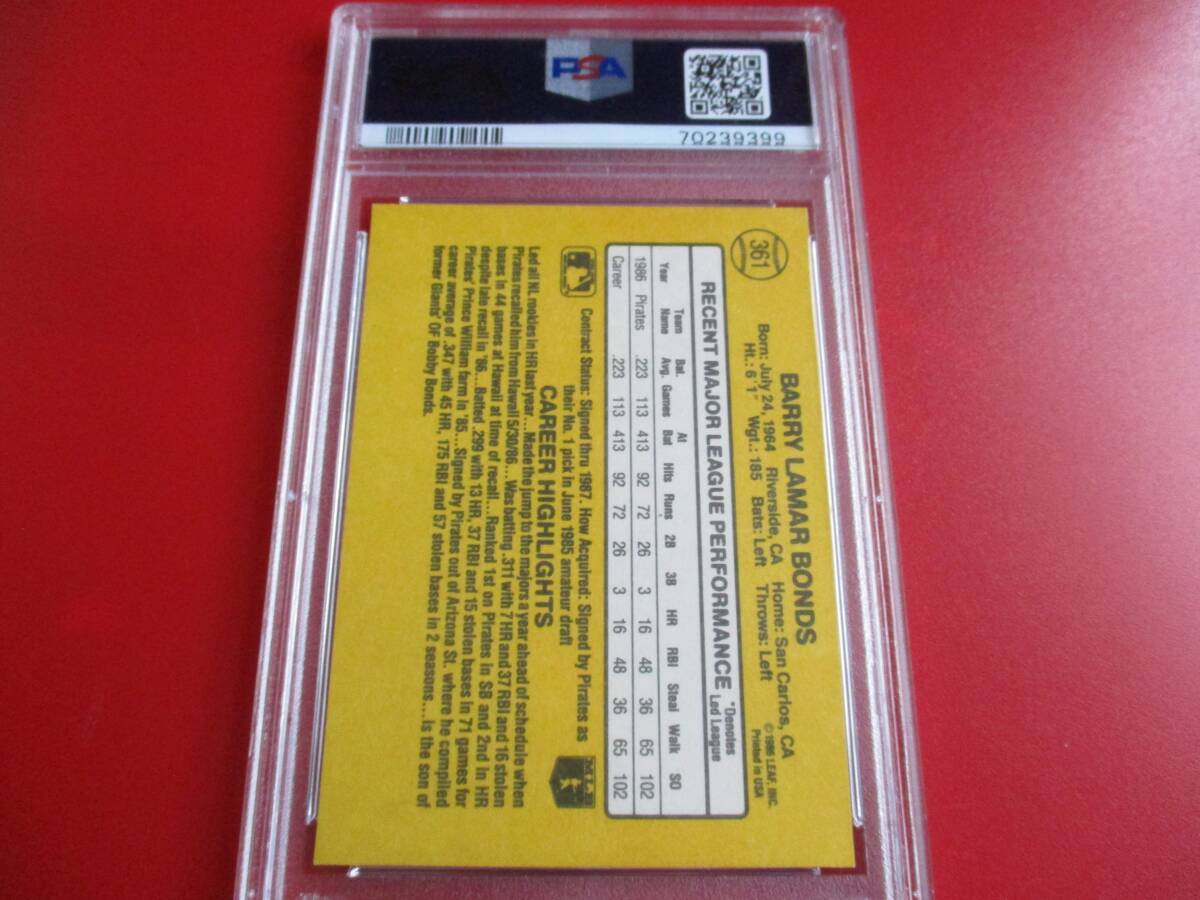 PSA
70239399
361
BARRY LAMAR BONDS
Born: July 24, 1964 Riverside, CA Home: San Carlos, CA
Ht.: 6'1" Wgt.: 185 Bats: Left Throws: Left
© 1986 LEAF, INC.
Printed in USA
RECENT MAJOR LEAGUE PERFORMANCE
*Denotes
Led League
Team Bat. At
Year Name Avg. Games Bat Hits Runs 2B 3B HR RBI Steal Walk SO
1986 Pirates .223 113 413 92 72 26 3 16 48 36 65 102
Career .223 113 413 92 72 26 3 16 48 36 65 102
Contract Status: Signed thru 1987. How Acquired: Signed by Pirates as
their No. 1 pick in June 1985 amateur draft
CAREER HIGHLIGHTS
Led all NL rookies in HR last year...Made the jump to the majors a year ahead of schedule when
Pirates recalled him from Hawaii 5/30/86...Was batting .311 with 7 HR and 37 RBI and 16 stolen
bases in 44 games at Hawaii at time of recall...Ranked 1st on Pirates in SB and 2nd in HR
despite late recall in '86...Batted .299 with 13 HR, 37 RBI and 15 stolen bases in 71 games for
Pirates' Prince William farm in '85...Signed by Pirates out of Arizona St. where he compiled
career average of .347 with 45 HR, 175 RBI and 57 stolen bases in 2 seasons...Is the son of
former Giants' OF Bobby Bonds.